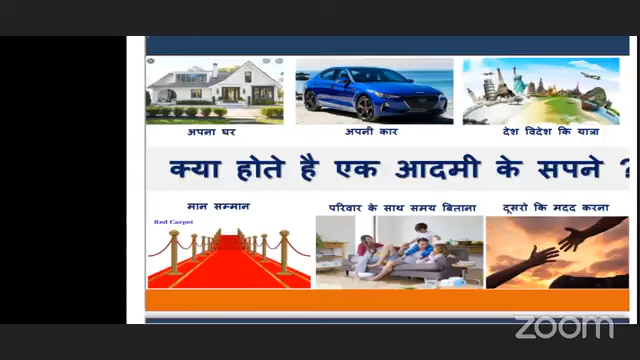 अपना घर
अपनी कार
देश विदेश कि यात्रा
क्या होते है एक आदमी के सपने ?
मान सम्मान
परिवार के साथ समय बिताना
दूसरो कि मदद करना
Red Carpet
zoom